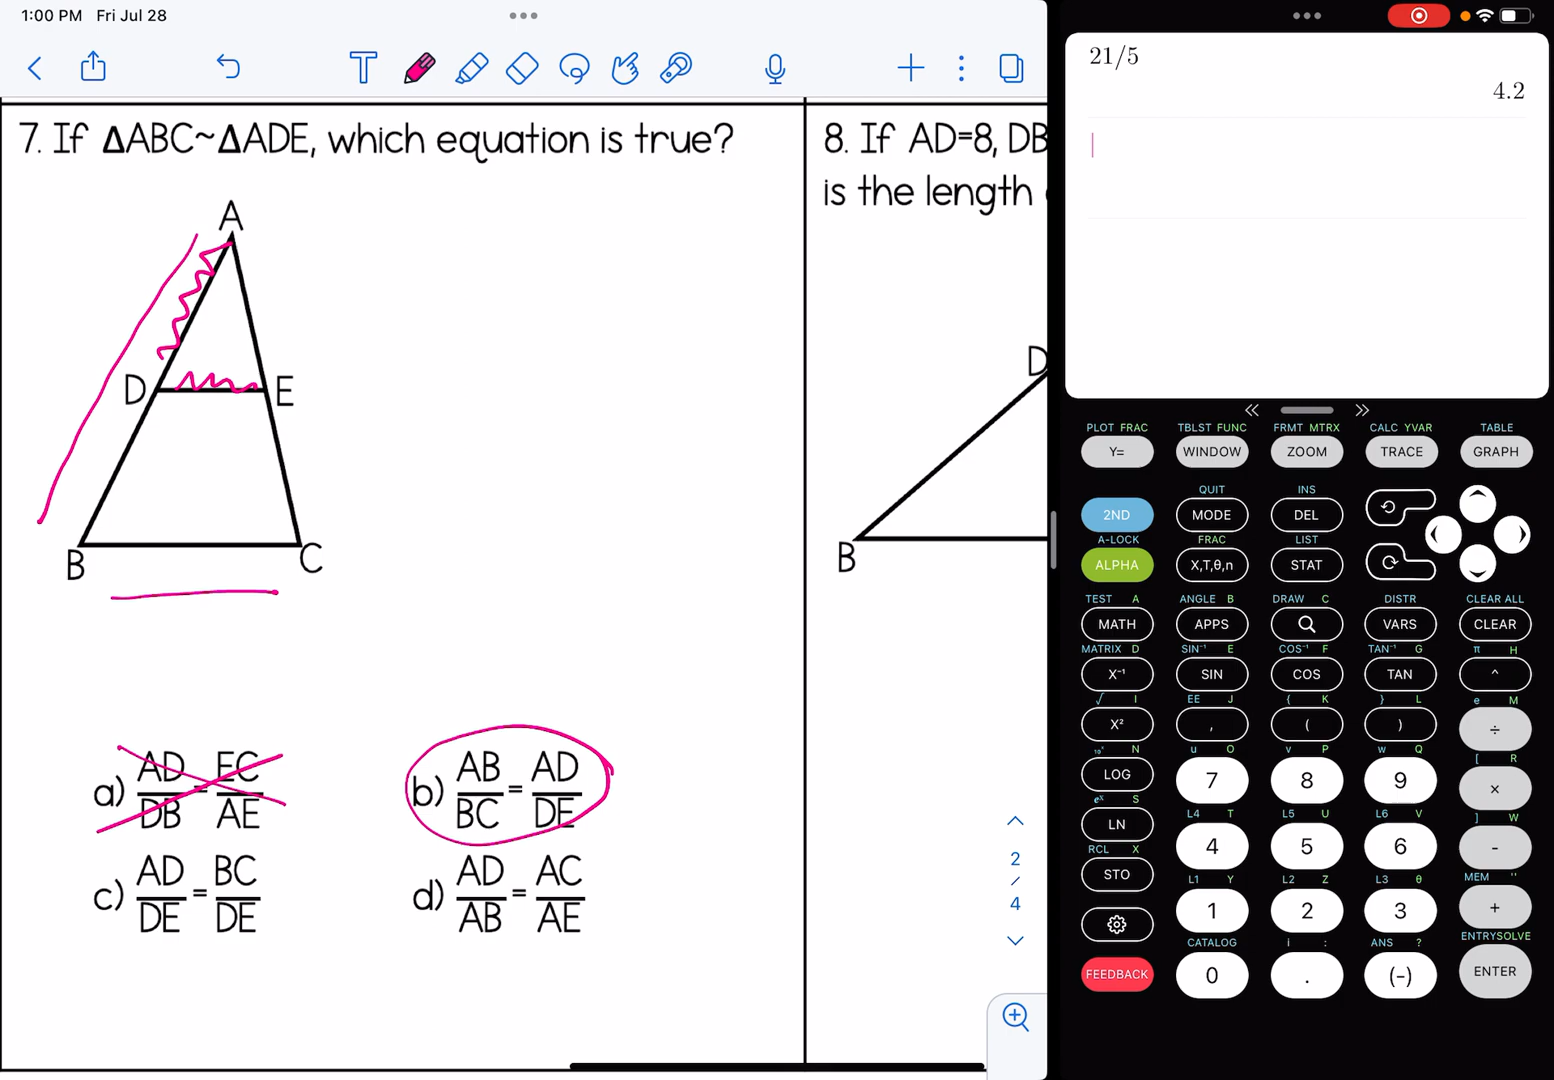 1:00 PM Fri Jul 28
7. If ΔABC~ΔADE, which equation is true?
A
D E
B C
a) AD/DB = EC/AE
b) AB/BC = AD/DE
c) AD/DE = BC/DE
d) AD/AB = AC/AE
8. If AD=8, DB
is the length
D
B
2
/
4
21/5
4.2
PLOT FRAC TBLST FUNC FRMT MTRX CALC YVAR TABLE
Y= WINDOW ZOOM TRACE GRAPH
QUIT INS
2ND MODE DEL
A-LOCK FRAC LIST
ALPHA X,T,θ,n STAT
TEST A ANGLE B DRAW C DISTR CLEAR ALL
MATH APPS VARS CLEAR
MATRIX D SIN⁻¹ E COS⁻¹ F TAN⁻¹ G π H
X⁻¹ SIN COS TAN ^
√ I EE J { K } L e M
X² , ( ) ÷
10ˣ N u O v P w Q [ R
LOG 7 8 9 ×
eˣ S L4 T L5 U L6 V ] W
LN 4 5 6 -
RCL X L1 Y L2 Z L3 θ MEM "
STO 1 2 3 +
CATALOG i : ANS ? ENTRYSOLVE
FEEDBACK 0 . (-) ENTER